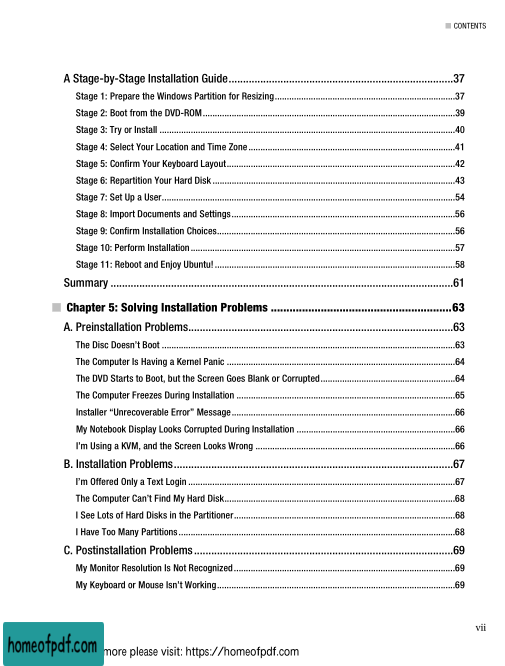 ■ CONTENTS
A Stage-by-Stage Installation Guide....................37
Stage 1: Prepare the Windows Partition for Resizing....................37
Stage 2: Boot from the DVD-ROM....................39
Stage 3: Try or Install ....................40
Stage 4: Select Your Location and Time Zone....................41
Stage 5: Confirm Your Keyboard Layout....................42
Stage 6: Repartition Your Hard Disk....................43
Stage 7: Set Up a User....................54
Stage 8: Import Documents and Settings....................56
Stage 9: Confirm Installation Choices....................56
Stage 10: Perform Installation....................57
Stage 11: Reboot and Enjoy Ubuntu! ....................58
Summary ....................61
■ Chapter 5: Solving Installation Problems ....................63
A. Preinstallation Problems....................63
The Disc Doesn't Boot ....................63
The Computer Is Having a Kernel Panic ....................64
The DVD Starts to Boot, but the Screen Goes Blank or Corrupted....................64
The Computer Freezes During Installation ....................65
Installer “Unrecoverable Error” Message....................66
My Notebook Display Looks Corrupted During Installation ....................66
I'm Using a KVM, and the Screen Looks Wrong ....................66
B. Installation Problems....................67
I'm Offered Only a Text Login ....................67
The Computer Can't Find My Hard Disk....................68
I See Lots of Hard Disks in the Partitioner....................68
I Have Too Many Partitions....................68
C. Postinstallation Problems....................69
My Monitor Resolution Is Not Recognized....................69
My Keyboard or Mouse Isn't Working....................69
vii
homeofpdf.com more please visit: https://homeofpdf.com